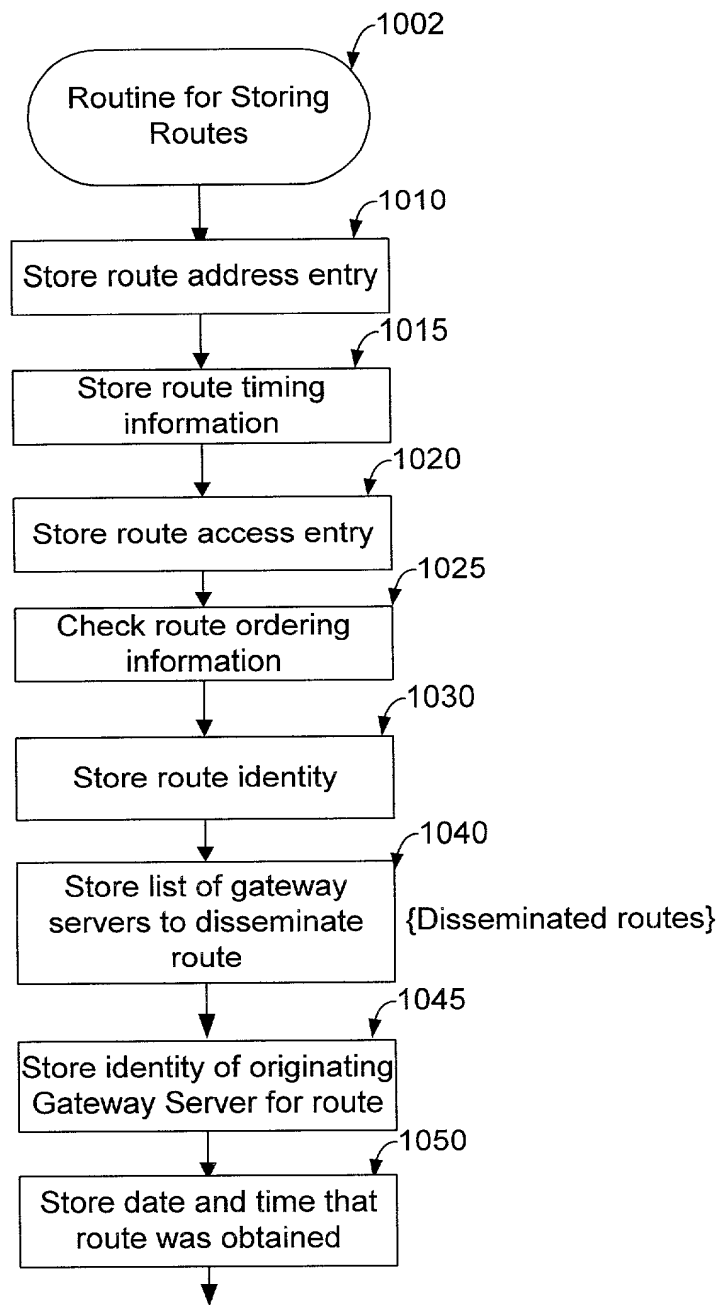 1002
Routine for Storing
Routes
1010
Store route address entry
1015
Store route timing
information
1020
Store route access entry
1025
Check route ordering
information
1030
Store route identity
1040
Store list of gateway
servers to disseminate
route
{Disseminated routes}
1045
Store identity of originating
Gateway Server for route
1050
Store date and time that
route was obtained